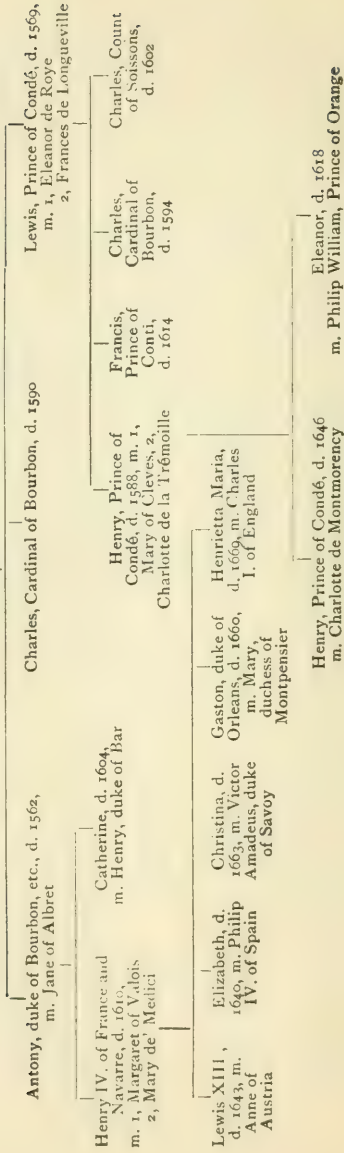 Antony, duke of Bourbon, etc., d. 1562,
m. Jane of Albret
Charles, Cardinal of Bourbon, d. 1590
Lewis, Prince of Condé, d. 1569,
m. 1, Eleanor de Roye
2, Frances de Longueville
Henry IV. of France and
Navarre, d. 1610,
m. 1, Margaret of Valois
2, Mary de' Medici
Catherine, d. 1604,
m. Henry, duke of Bar
Henry, Prince of
Condé, d. 1588, m. 1,
Mary of Cleves, 2,
Charlotte de la Trémoille
Francis,
Prince of
Conti,
d. 1614
Charles,
Cardinal of
Bourbon,
d. 1594
Charles, Count
of Soissons,
d. 1602
Lewis XIII,
d. 1643, m.
Anne of
Austria
Elizabeth, d.
1640, m. Philip
IV. of Spain
Christina, d.
1663, m. Victor
Amadeus, duke
of Savoy
Gaston, duke of
Orleans, d. 1660,
m. Mary,
duchess of
Montpensier
Henrietta Maria,
d. 1669, m. Charles
I. of England
Henry, Prince of Condé, d. 1646
m. Charlotte de Montmorency
Eleanor, d. 1618
m. Philip William, Prince of Orange